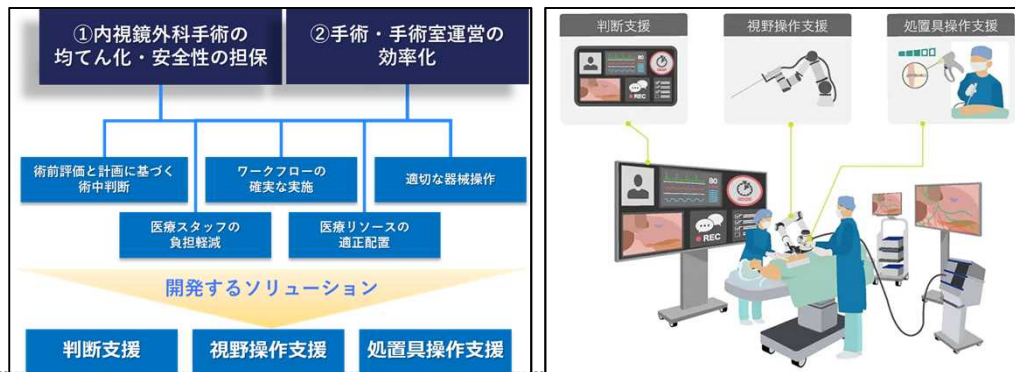 ①内視鏡外科手術の
均てん化・安全性の担保
②手術・手術室運営の
効率化
術前評価と計画に基づく
術中判断
ワークフローの
確実な実施
適切な器械操作
医療スタッフの
負担軽減
医療リソースの
適正配置
開発するソリューション
判断支援
視野操作支援
処置具操作支援
判断支援
視野操作支援
処置具操作支援
80
REC
80
REC